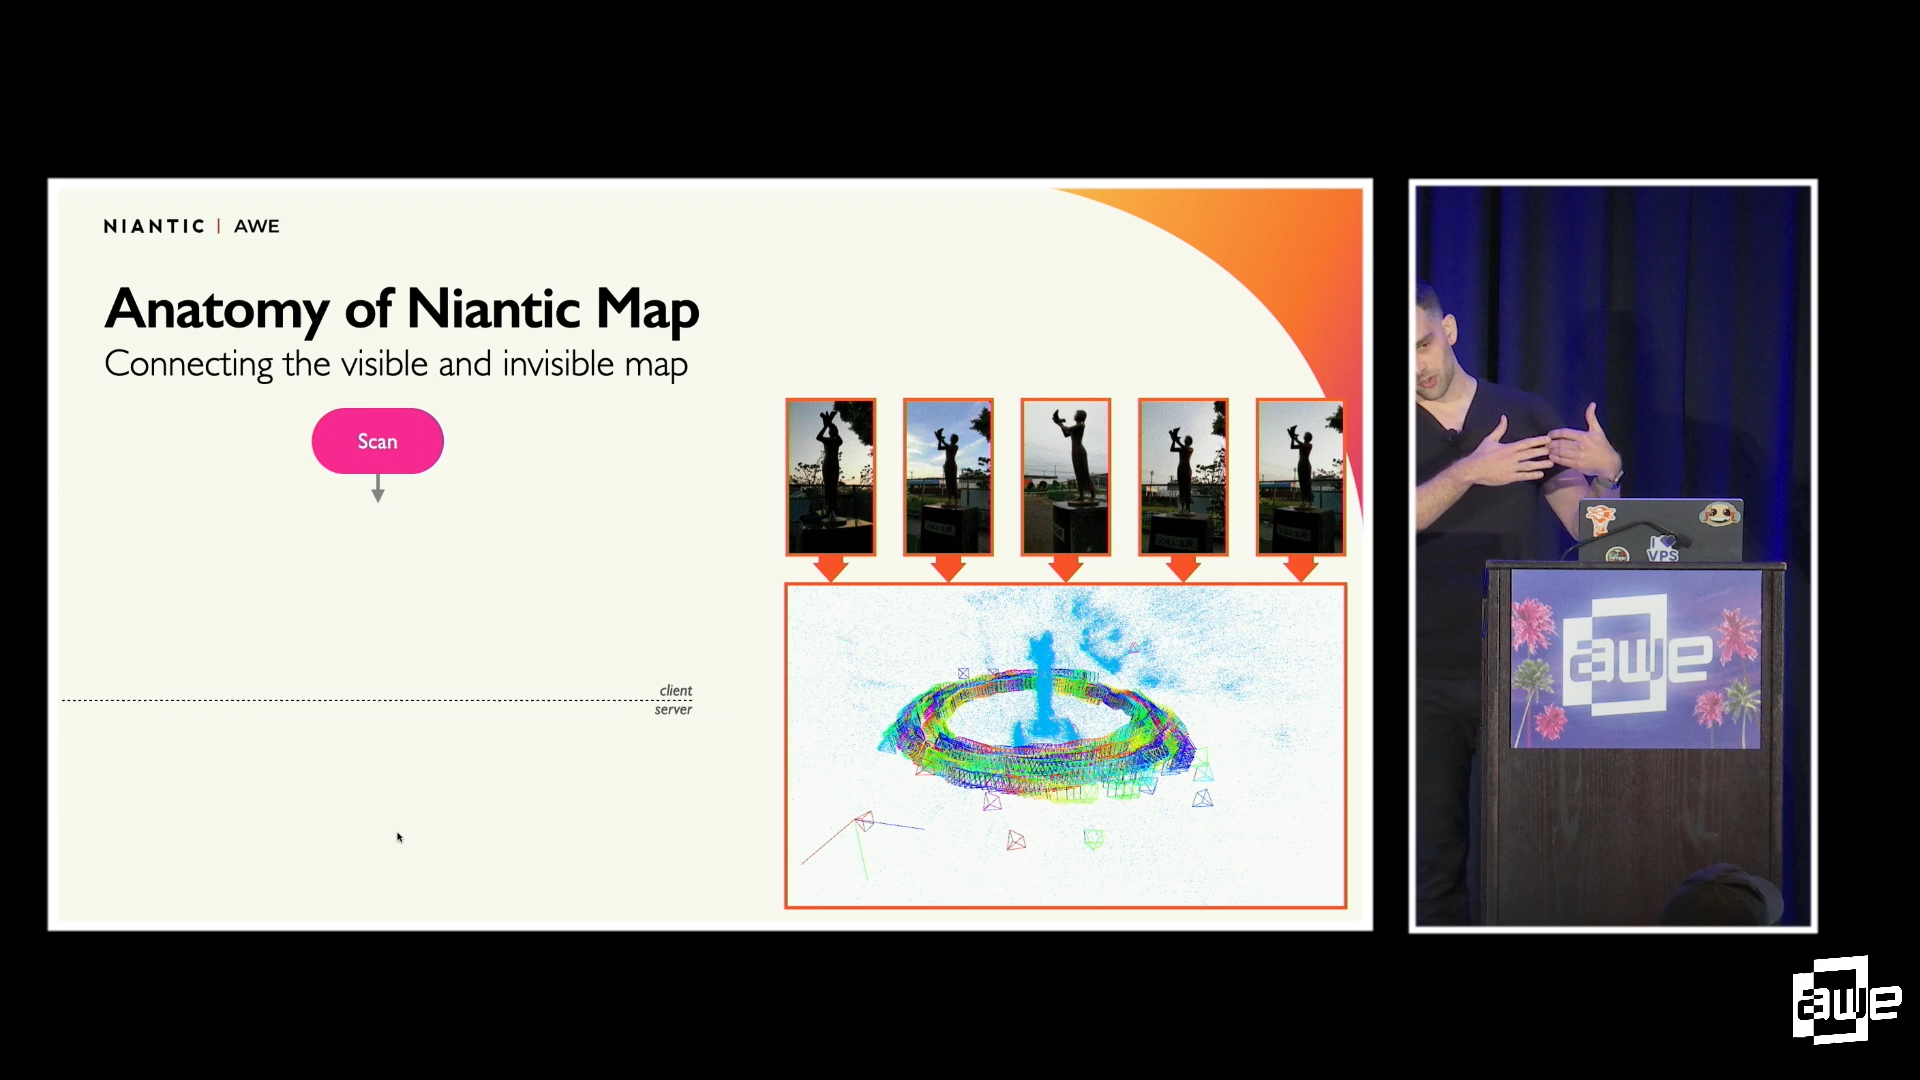 NIANTIC | AWE
Anatomy of Niantic Map
Connecting the visible and invisible map
Scan
client
server
I
VPS
awe
awe